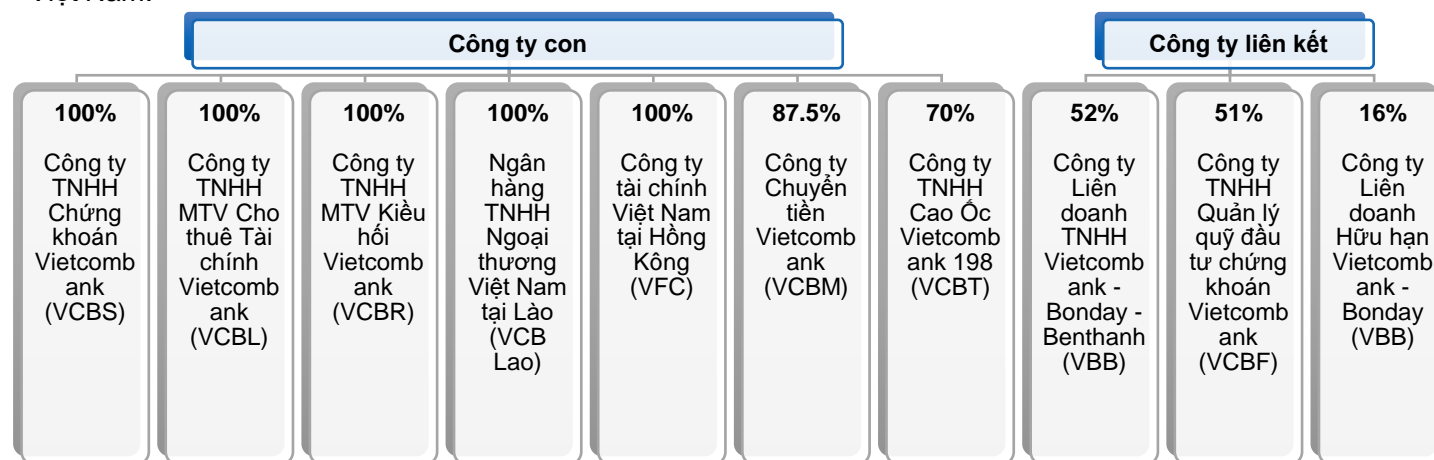 Công ty con
Công ty liên kết
100%
Công ty
TNHH
Chứng
khoán
Vietcomb
ank
(VCBS)
100%
Công ty
TNHH
MTV Cho
thuê Tài
chính
Vietcomb
ank
(VCBL)
100%
Công ty
TNHH
MTV Kiều
hối
Vietcomb
ank
(VCBR)
100%
Ngân
hàng
TNHH
Ngoại
thương
Việt Nam
tại Lào
(VCB
Lao)
100%
Công ty
tài chính
Việt Nam
tại Hồng
Kông
(VFC)
87.5%
Công ty
Chuyển
tiền
Vietcomb
ank
(VCBM)
70%
Công ty
TNHH
Cao Ốc
Vietcomb
ank 198
(VCBT)
52%
Công ty
Liên
doanh
TNHH
Vietcomb
ank -
Bonday -
Benthanh
(VBB)
51%
Công ty
TNHH
Quản lý
quỹ đầu
tư chứng
khoán
Vietcomb
ank
(VCBF)
16%
Công ty
Liên
doanh
Hữu hạn
Vietcomb
ank -
Bonday
(VBB)